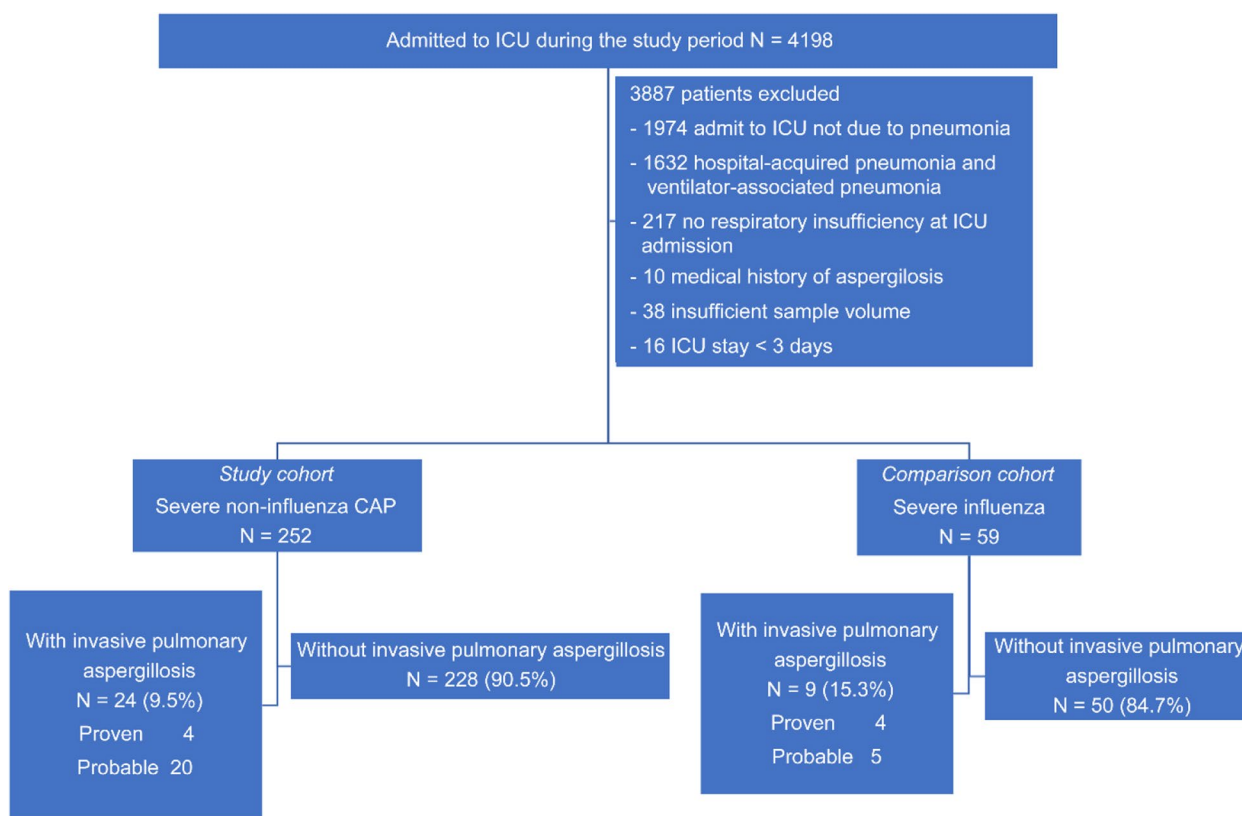 Admitted to ICU during the study period N = 4198
3887 patients excluded
- 1974 admit to ICU not due to pneumonia
- 1632 hospital-acquired pneumonia and
ventilator-associated pneumonia
- 217 no respiratory insufficiency at ICU
admission
- 10 medical history of aspergilosis
- 38 insufficient sample volume
- 16 ICU stay < 3 days
Study cohort
Severe non-influenza CAP
N = 252
Comparison cohort
Severe influenza
N = 59
With invasive pulmonary
aspergillosis
N = 24 (9.5%)
Proven 4
Probable 20
Without invasive pulmonary aspergillosis
N = 228 (90.5%)
With invasive pulmonary
aspergillosis
N = 9 (15.3%)
Proven 4
Probable 5
Without invasive pulmonary
aspergillosis
N = 50 (84.7%)